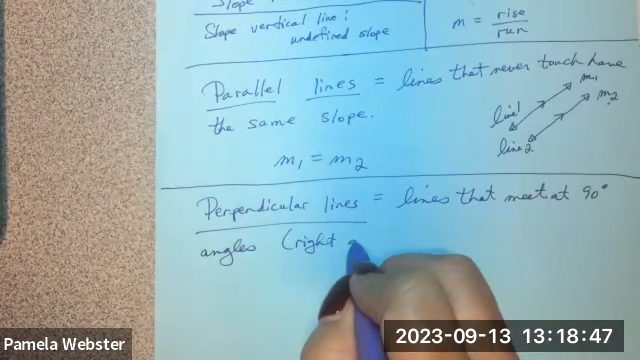 Slope
Slope vertical line:
undefined slope
m = rise
run
Parallel lines = lines that never touch have
the same slope.
m₁ = m₂
line 1
m₁
line 2
m₂
Perpendicular lines = lines that meet at 90°
angles (right a
Pamela Webster
2023-09-13 13:18:47